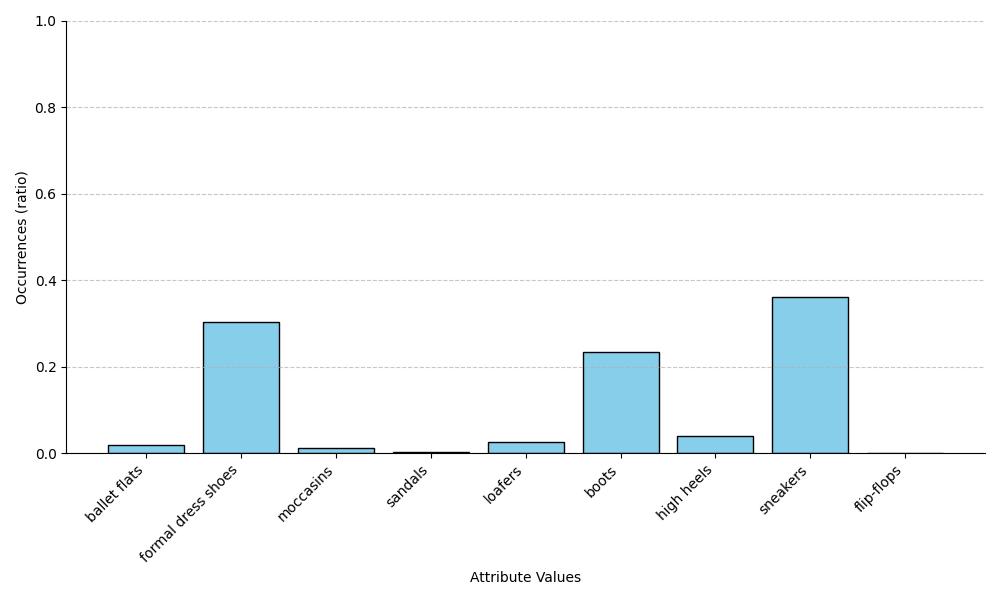 1.0
0.8
0.6
0.4
0.2
0.0
Occurrences (ratio)
ballet flats
formal dress shoes
moccasins
sandals
loafers
boots
high heels
sneakers
flip-flops
Attribute Values